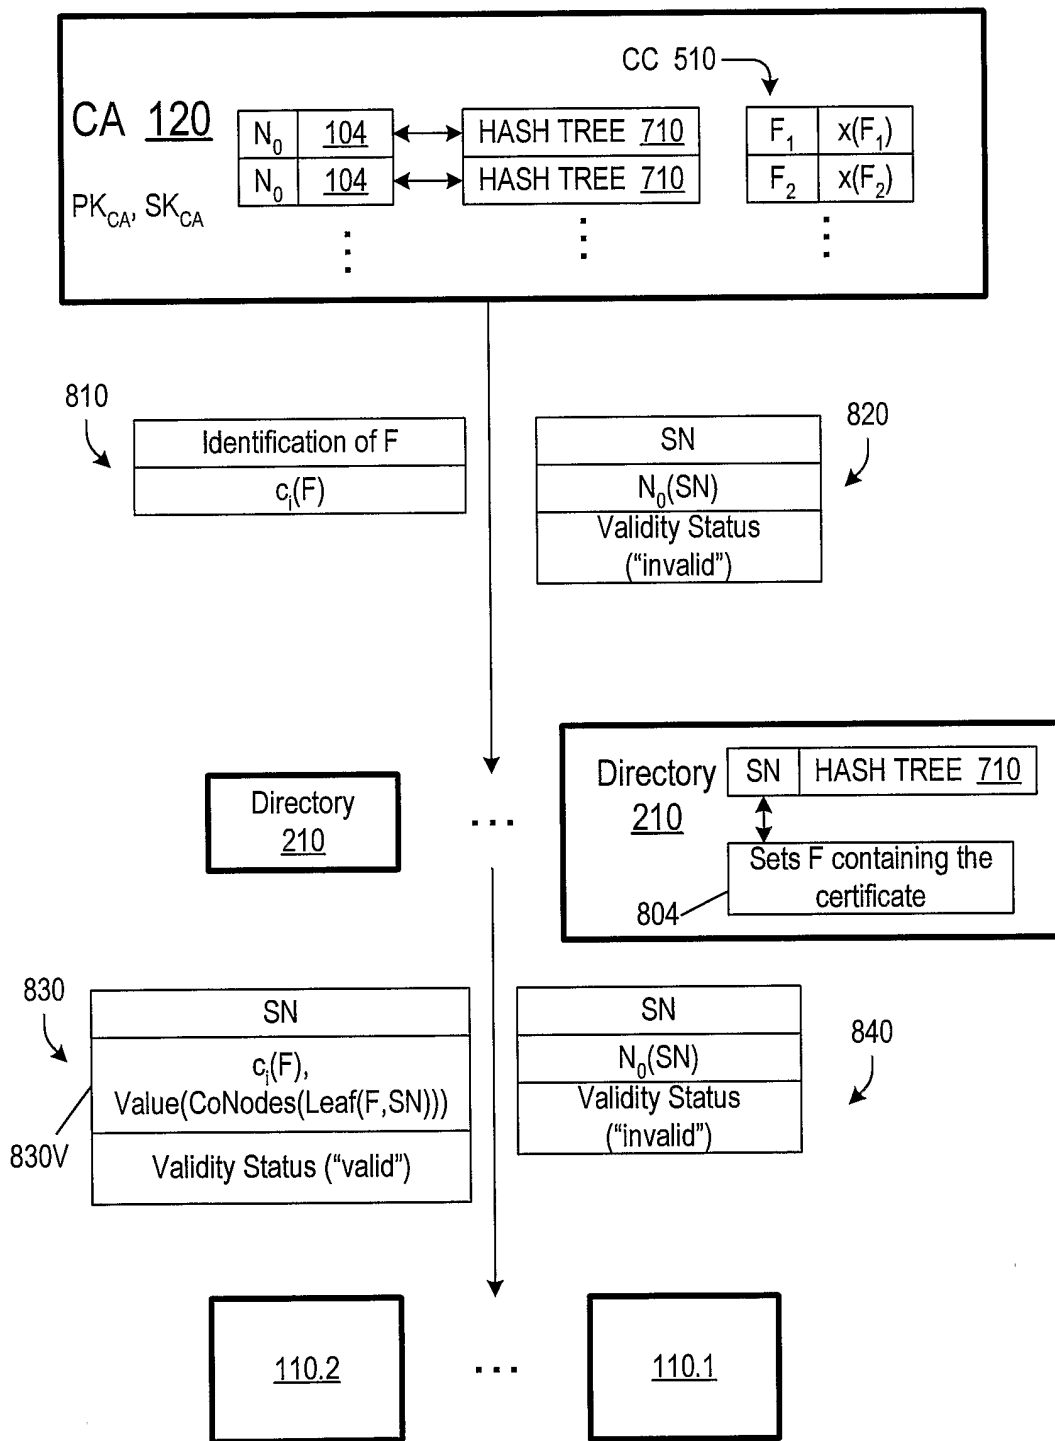 CC 510
CA 120
N₀ 104 HASH TREE 710 F₁ x(F₁)
N₀ 104 HASH TREE 710 F₂ x(F₂)
PK_CA, SK_CA
810
Identification of F
cᵢ(F)
820
SN
N₀(SN)
Validity Status
(“invalid”)
Directory
210
Directory
210
SN HASH TREE 710
Sets F containing the
certificate
804
830
SN
cᵢ(F),
Value(CoNodes(Leaf(F,SN)))
830V
Validity Status (“valid”)
840
SN
N₀(SN)
Validity Status
(“invalid”)
110.2
110.1